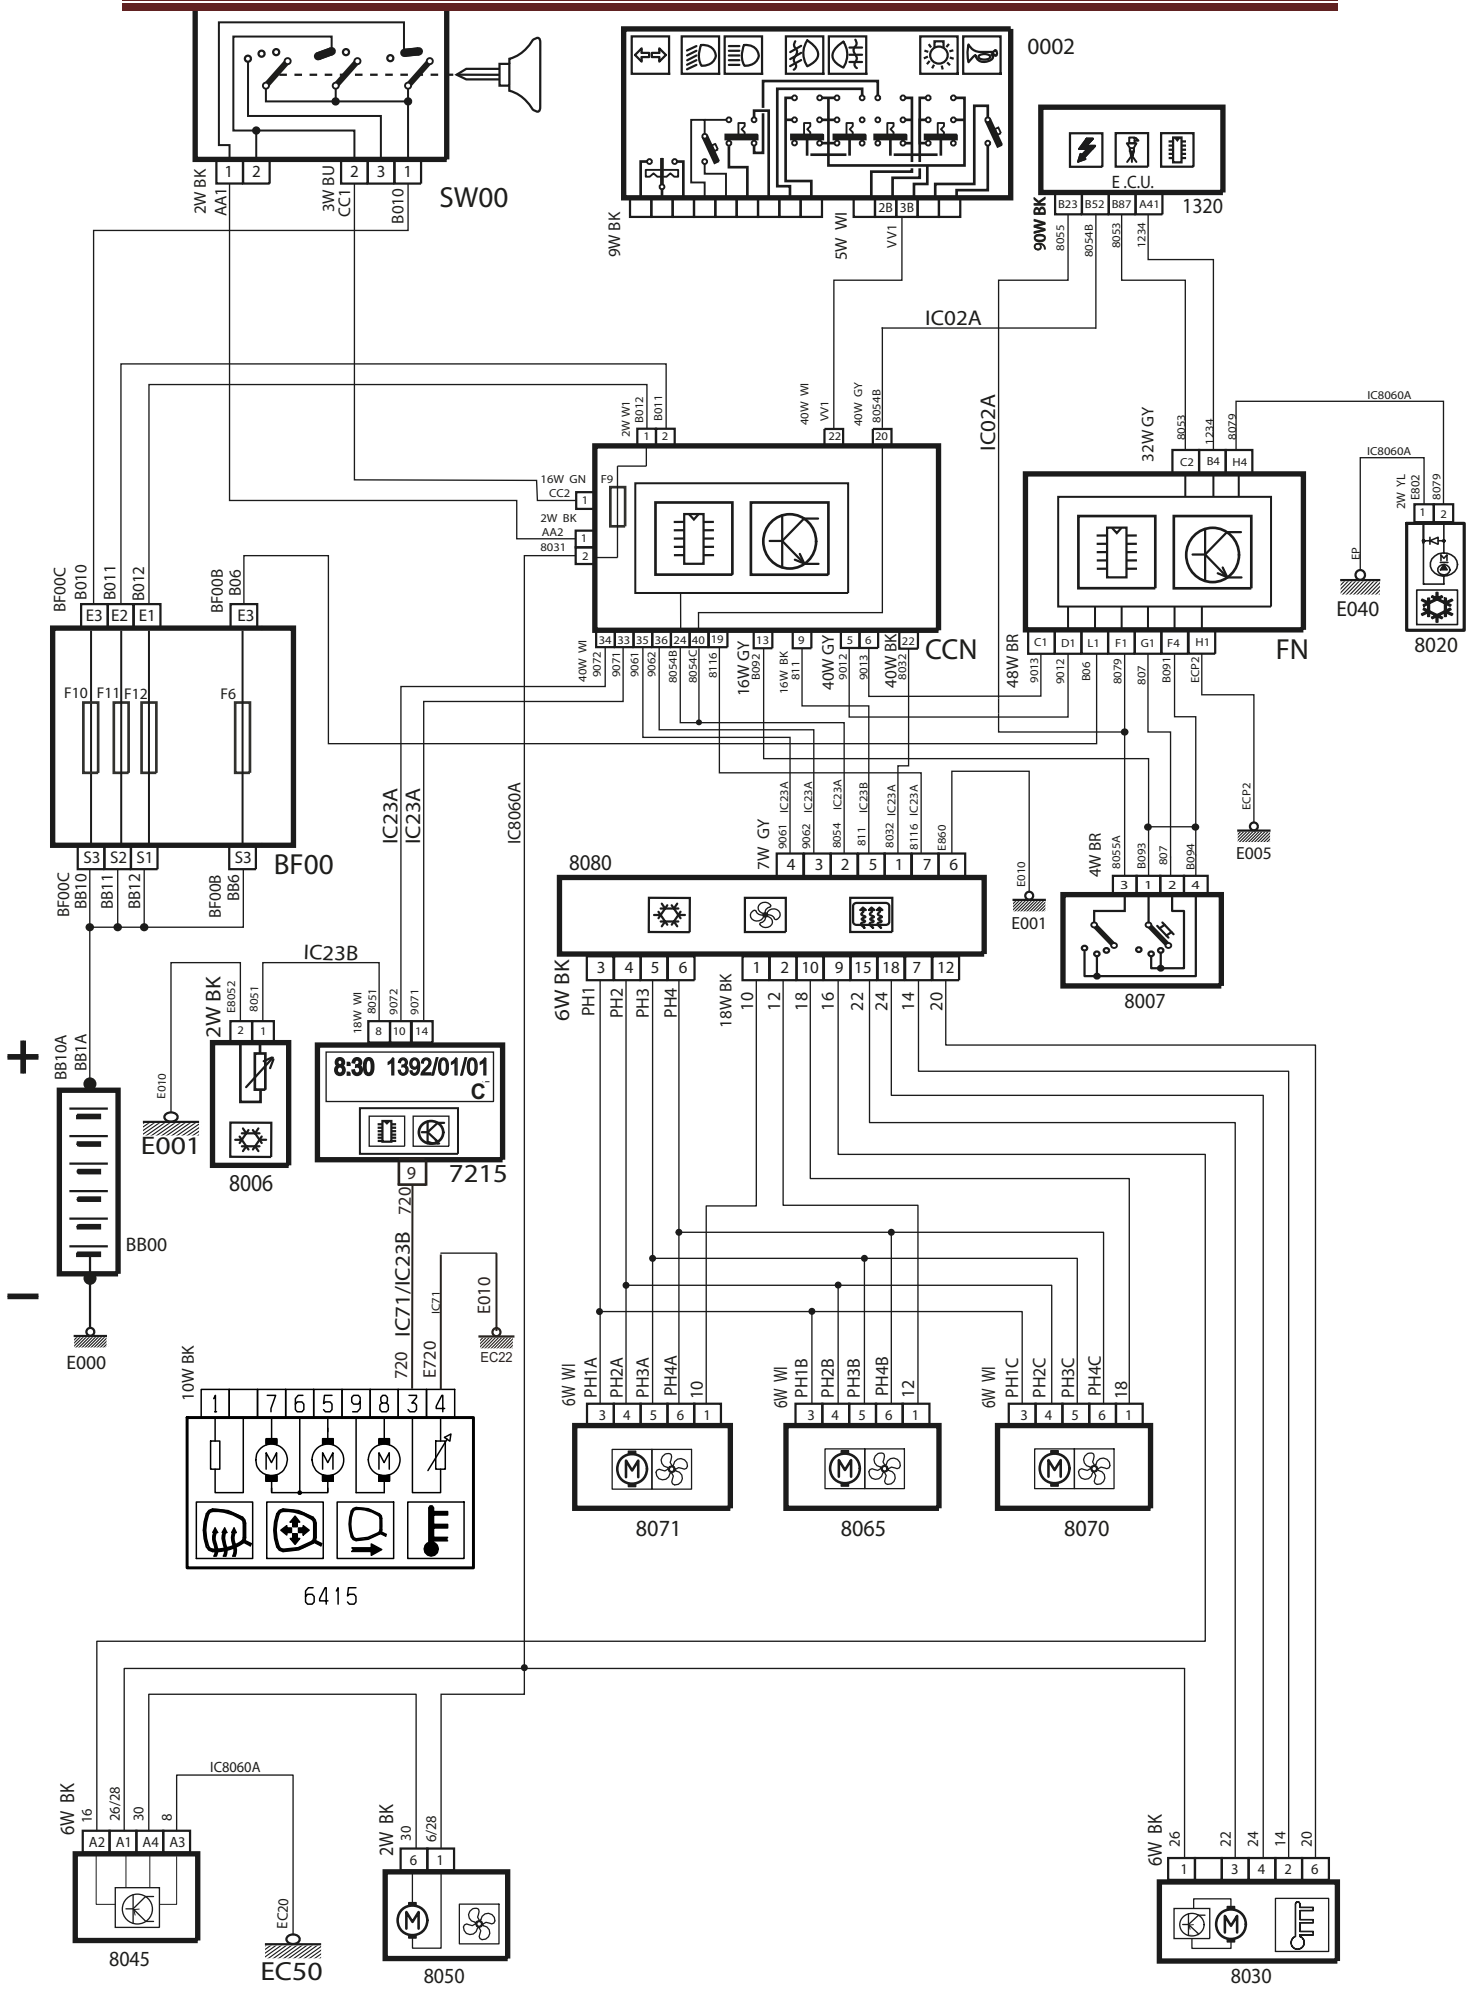 0002
E.C.U.
1320
B23 B52 B87 A41
90W BK
8055
8054B
8053
1234
1 2
2 3 1
2W BK
AA1
3W BU
CC1
B010
SW00
9W BK
5W WI
2B 3B
VV1
IC02A
IC02A
2W WI
B012
B011
1 2
40W WI
VV1
22
40W GY
8054B
20
32W GY
8053
1234
8079
C2 B4 H4
IC8060A
IC8060A
2W YL
E802
8079
1 2
M
8020
EP
E040
16W GN
CC2
1
2W BK
AA2
1
8031
2
F9
CCN
FN
BF00C
B010
B011
B012
BF00B
B06
E3 E2 E1
E3
F10 F11 F12
F6
S3 S2 S1
S3
BF00
BF00C
BB10
BB11
BB12
BF00B
BB6
34 33 35 36 24 40 19
13
9
5 6
22
40W WI
9072
9071
9061
9062
8054B
8054C
8116
16W GY
B092
16W BK
811
40W GY
9012
9013
40W BK
8032
48W BR
C1 D1 L1 F1 G1 F4 H1
9013
9012
B06
8079
807
B091
ECP2
ECP2
E005
IC23A
IC23A
IC8060A
7W GY
9061 IC23A
9062 IC23A
8054 IC23A
811 IC23B
8032 IC23A
8116 IC23A
E860
4 3 2 5 1 7 6
8080
E010
E001
4W BR
8055A
B093
807
B094
3 1 2 4
8007
6W BK
3 4 5 6
PH1
PH2
PH3
PH4
18W BK
1 2 10 9 15 18 7 12
10
12
18
16
22
24
14
20
IC23B
2W BK
E8052
8051
2 1
8006
E010
E001
18W WI
8051
9072
9071
8 10 14
8:30 1392/01/01
C
9
7215
720
IC71/IC23B
720
IC71
E720
E010
EC22
+
BB10A
BB1A
BB00
−
E000
10W BK
1 7 6 5 9 8 3 4
M M M
6415
6W WI
PH1A
PH2A
PH3A
PH4A
10
3 4 5 6 1
M
8071
6W WI
PH1B
PH2B
PH3B
PH4B
12
3 4 5 6 1
M
8065
6W WI
PH1C
PH2C
PH3C
PH4C
18
3 4 5 6 1
M
8070
6W BK
16
26/28
30
8
IC8060A
A2 A1 A4 A3
8045
EC20
EC50
2W BK
30
6/28
6 1
M
8050
6W BK
26
22
24
14
20
1 3 4 2 6
M
8030